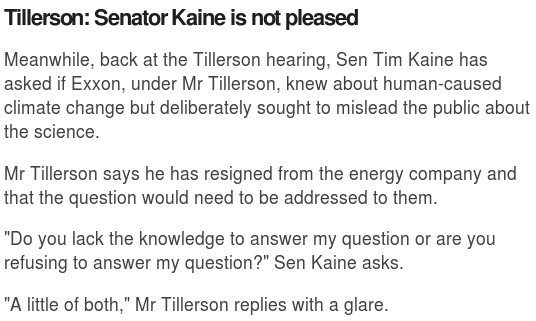 Tillerson: Senator Kaine is not pleased
Meanwhile, back at the Tillerson hearing, Sen Tim Kaine has
asked if Exxon, under Mr Tillerson, knew about human-caused
climate change but deliberately sought to mislead the public about
the science.
Mr Tillerson says he has resigned from the energy company and
that the question would need to be addressed to them.
"Do you lack the knowledge to answer my question or are you
refusing to answer my question?" Sen Kaine asks.
"A little of both," Mr Tillerson replies with a glare.